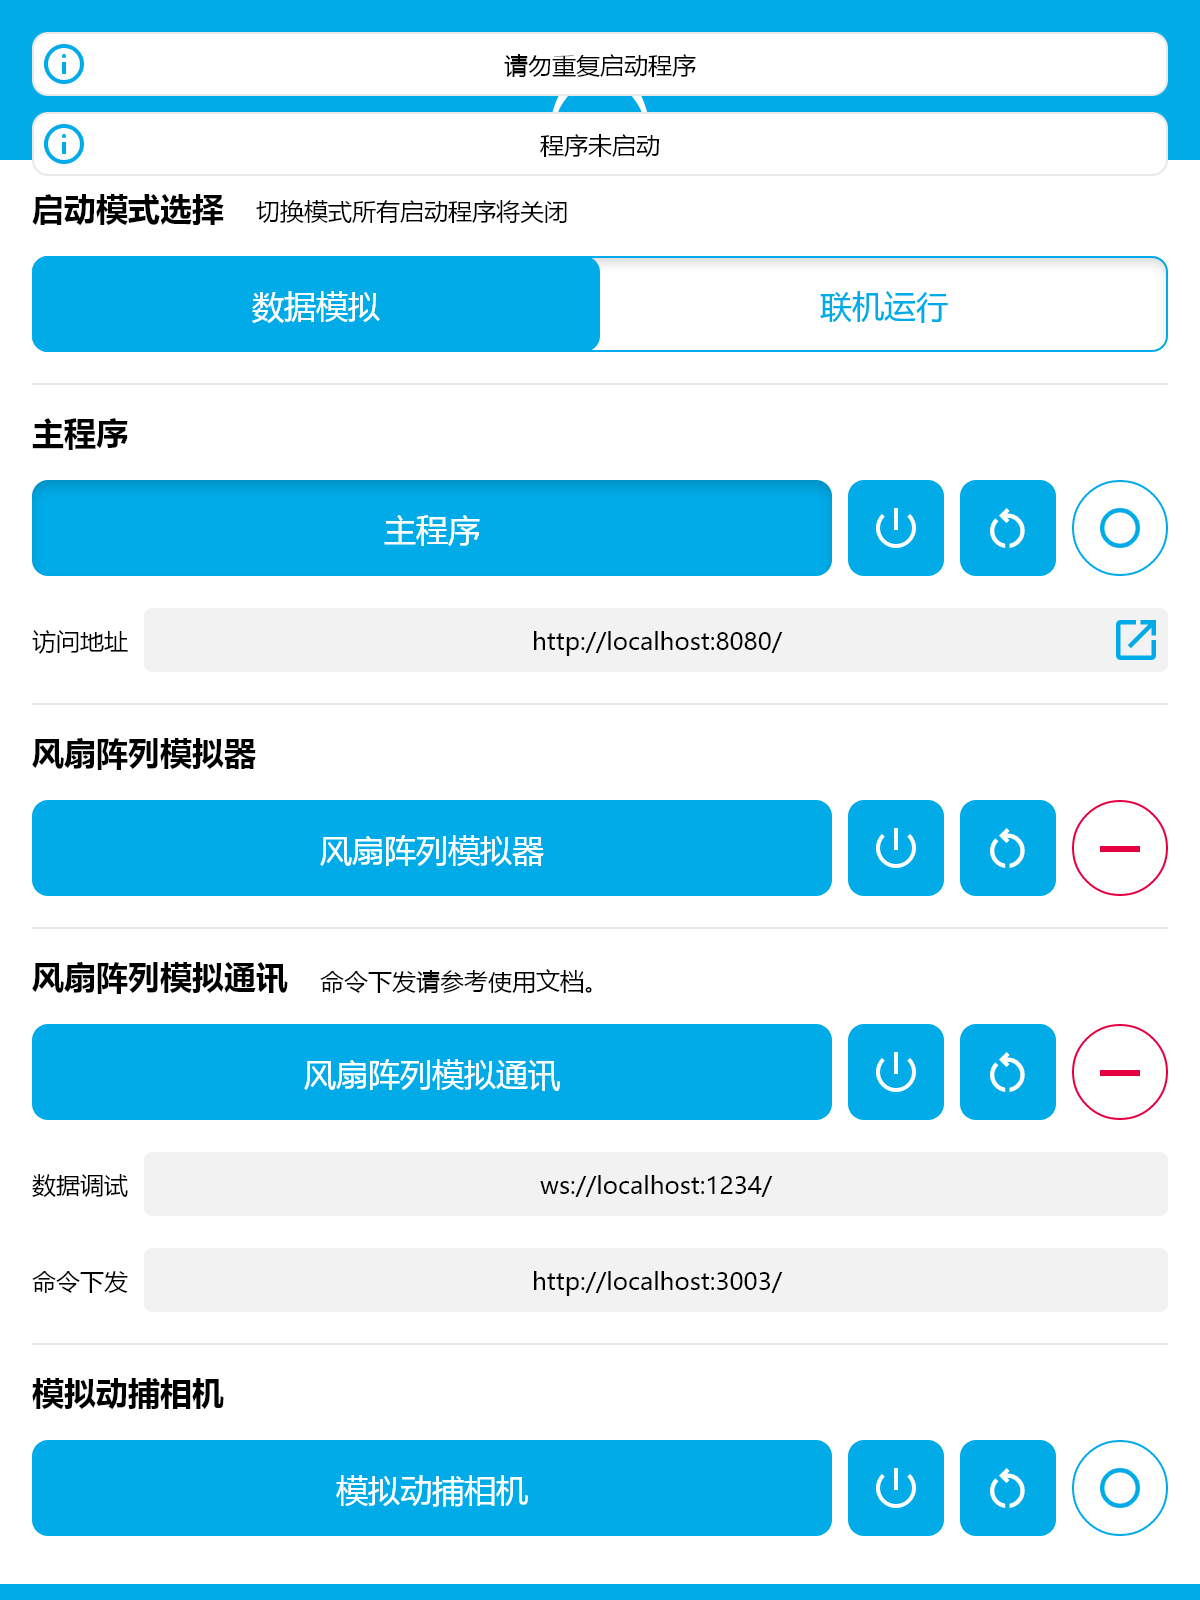 请勿重复启动程序
程序未启动
启动模式选择 切换模式所有启动程序将关闭
数据模拟 联机运行
主程序
主程序
访问地址 http://localhost:8080/
风扇阵列模拟器
风扇阵列模拟器
风扇阵列模拟通讯 命令下发请参考使用文档。
风扇阵列模拟通讯
数据调试 ws://localhost:1234/
命令下发 http://localhost:3003/
模拟动捕相机
模拟动捕相机